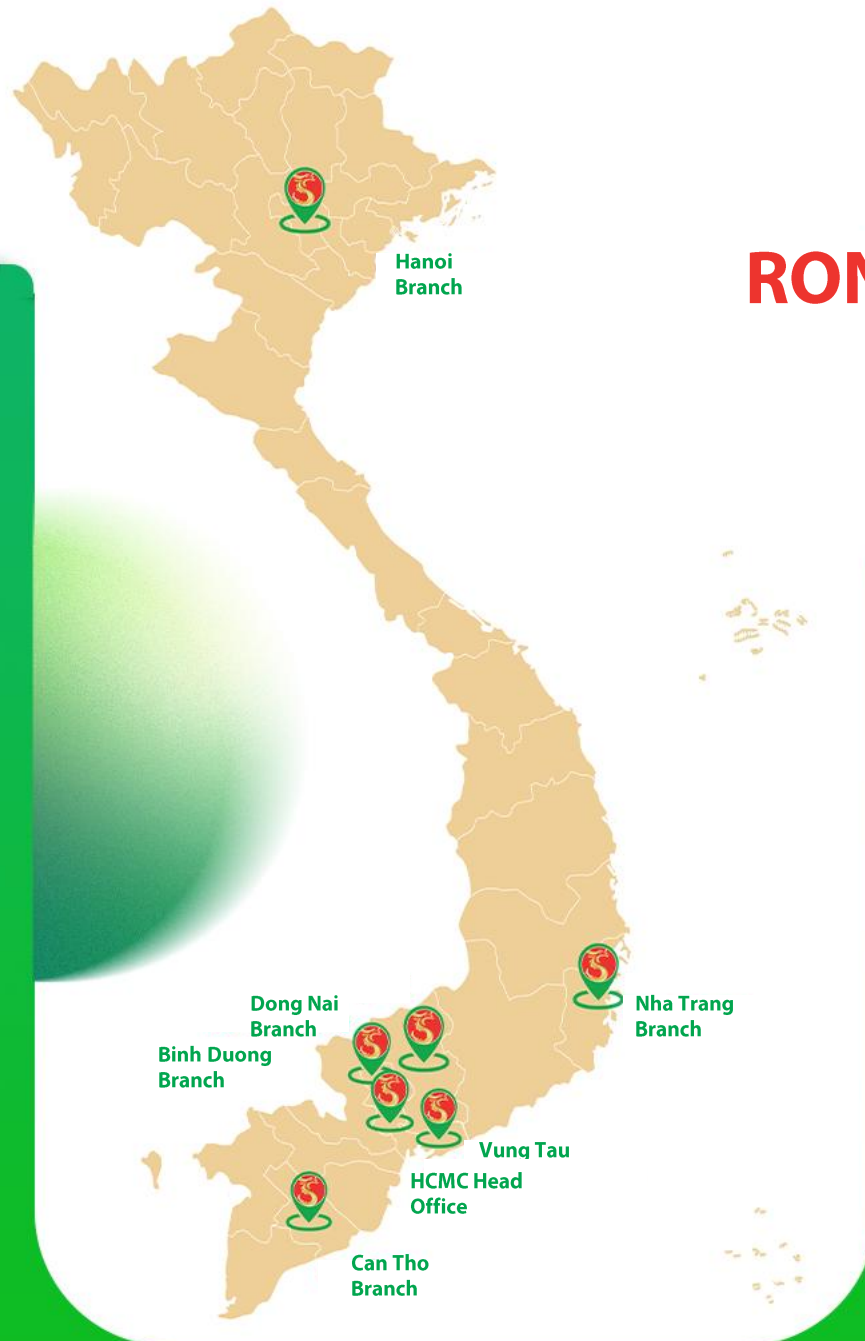 Hanoi
Branch
RON
Dong Nai
Branch
Nha Trang
Branch
Binh Duong
Branch
Vung Tau
HCMC Head
Office
Can Tho
Branch